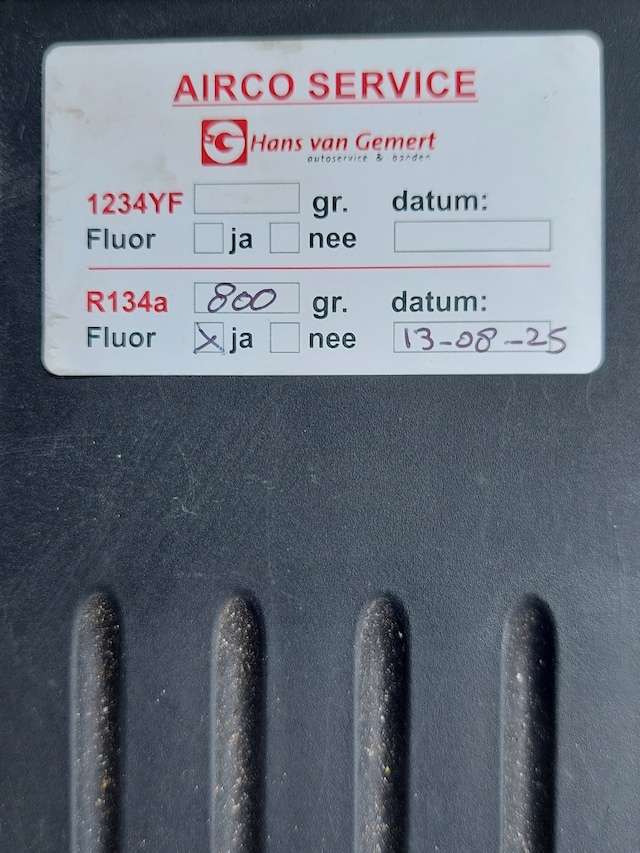 AIRCO SERVICE
Hans van Gemert
autoservice & banden
1234YF gr. datum:
Fluor ja nee
R134a 800 gr. datum:
Fluor X ja nee 13-08-25